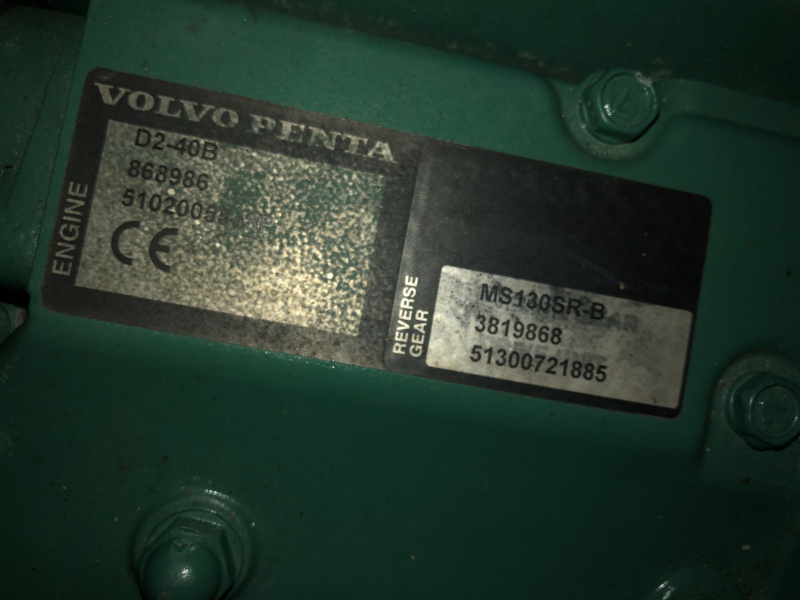 VOLVO PENTA
ENGINE
D2-40B
868986
CE
REVERSE
GEAR
MS130SR-B
3819868
51300721885